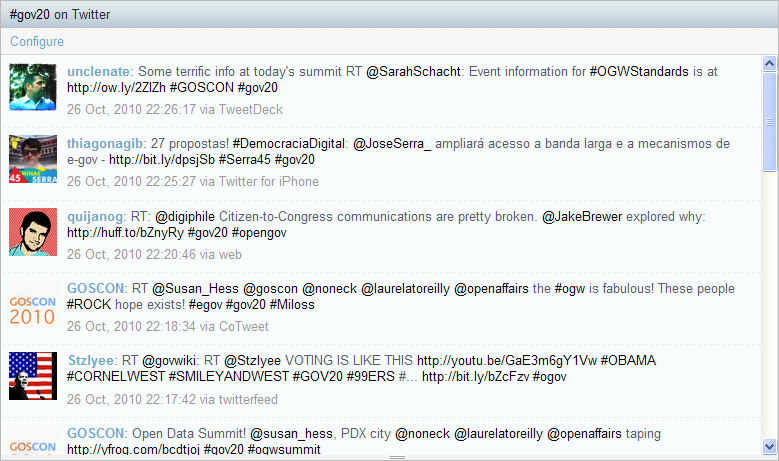 #gov20 on Twitter
Configure
unclenate: Some terrific info at today's summit RT @SarahSchacht: Event information for #OGWStandards is at
http://ow.ly/2ZlZh #GOSCON #gov20
26 Oct, 2010 22:26:17 via TweetDeck
thiagonagib: 27 propostas! #DemocraciaDigital: @JoseSerra_ ampliará acesso a banda larga e a mecanismos de
e-gov - http://bit.ly/dpsjSb #Serra45 #gov20
26 Oct, 2010 22:25:27 via Twitter for iPhone
45 MINAS SERRA
quijanog: RT: @digiphile Citizen-to-Congress communications are pretty broken. @JakeBrewer explored why:
http://huff.to/bZnyRy #gov20 #opengov
26 Oct, 2010 22:20:46 via web
GOSCON
2010
GOSCON: RT @Susan_Hess @goscon @noneck @laurelatoreilly @openaffairs the #ogw is fabulous! These people
#ROCK hope exists! #egov #gov20 #Miloss
26 Oct, 2010 22:18:34 via CoTweet
Stzlyee: RT @govwiki: RT @Stzlyee VOTING IS LIKE THIS http://youtu.be/GaE3m6gY1Vw #OBAMA
#CORNELWEST #SMILEYANDWEST #GOV20 #99ERS #... http://bit.ly/bZcFzv #ogov
26 Oct, 2010 22:17:42 via twitterfeed
GOSCON
GOSCON: Open Data Summit! @susan_hess, PDX city @noneck @laurelatoreilly @openaffairs taping
http://yfrog.com/bcdtjoj #gov20 #ogwsummit